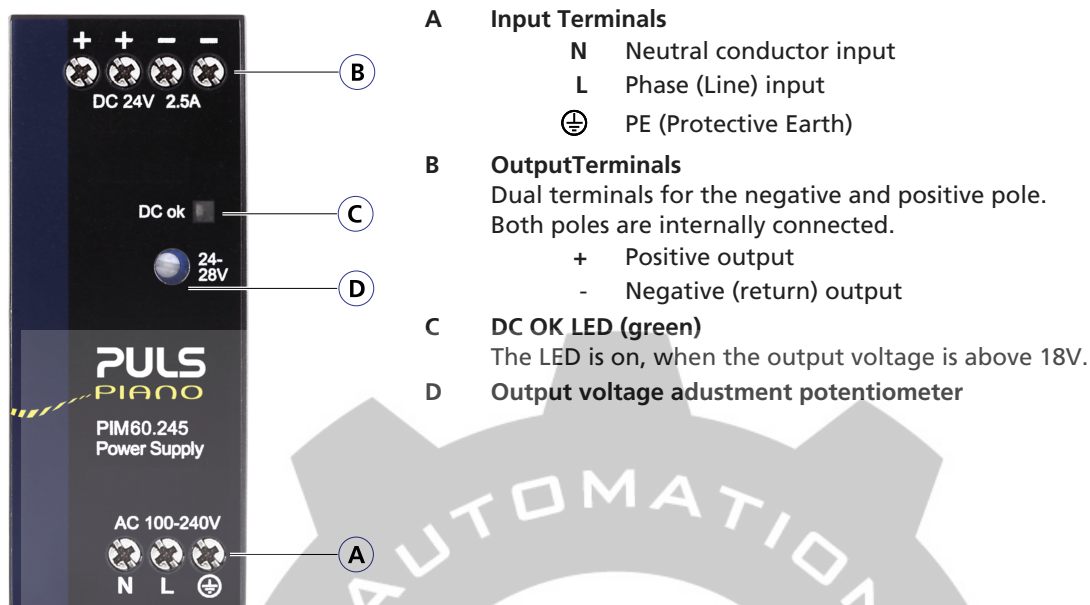 + + − −
DC 24V 2.5A
B
DC ok
C
24-
28V
D
PULS
PIANO
PIM60.245
Power Supply
AC 100-240V
A
N L
A Input Terminals
N Neutral conductor input
L Phase (Line) input
PE (Protective Earth)
B OutputTerminals
Dual terminals for the negative and positive pole.
Both poles are internally connected.
+ Positive output
- Negative (return) output
C DC OK LED (green)
The LED is on, when the output voltage is above 18V.
D Output voltage adustment potentiometer
AUTOMATION